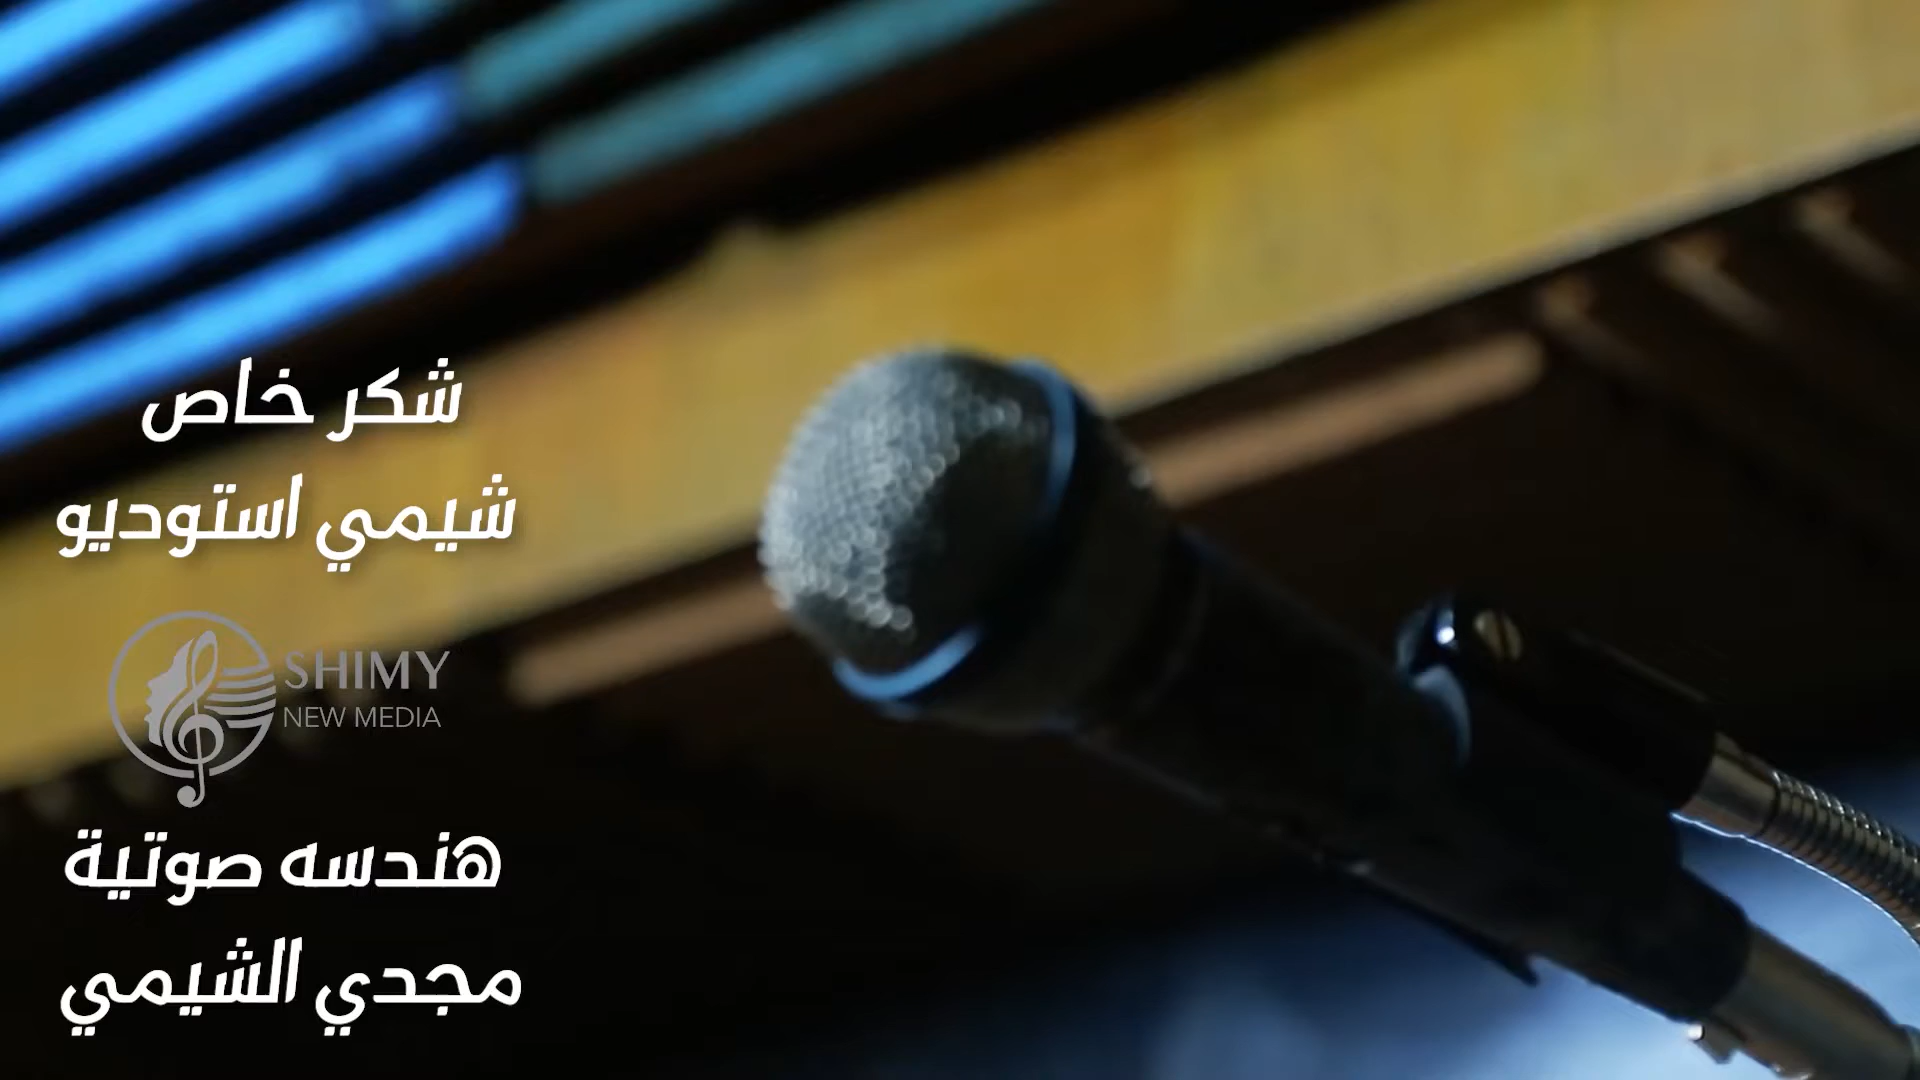 شكر خاص
شيمي استوديو
SHIMY
NEW MEDIA
هندسه صوتية
مجدي الشيمي